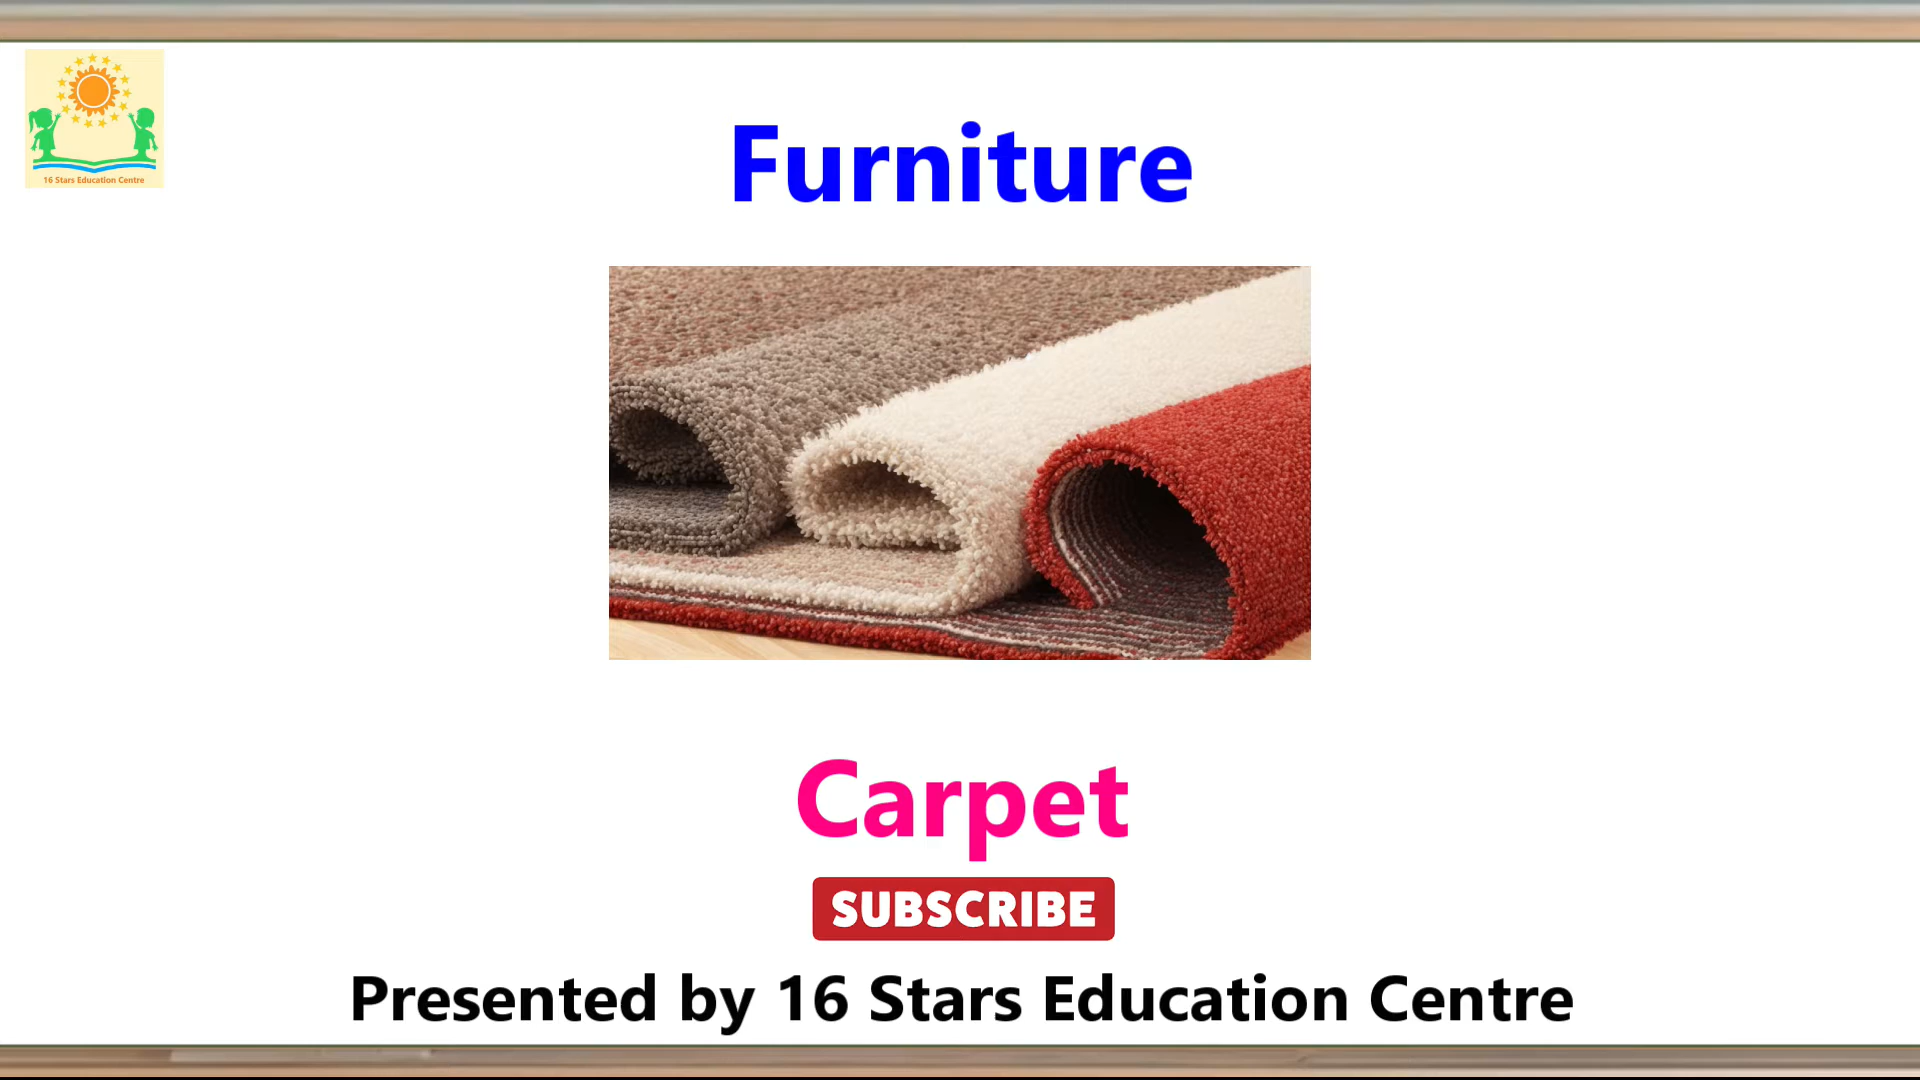 16 Stars Education Centre
Furniture
Carpet
SUBSCRIBE
Presented by 16 Stars Education Centre